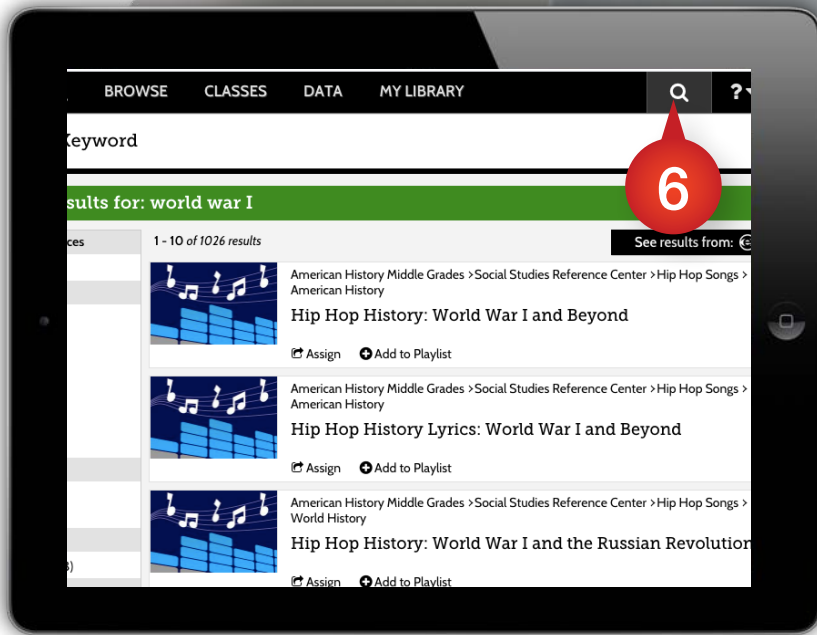 BROWSE CLASSES DATA MY LIBRARY ?
Keyword
sults for: world war I
6
ces
1 - 10 of 1026 results
See results from:
American History Middle Grades >Social Studies Reference Center >Hip Hop Songs >
American History
Hip Hop History: World War I and Beyond
Assign Add to Playlist
American History Middle Grades >Social Studies Reference Center >Hip Hop Songs >
American History
Hip Hop History Lyrics: World War I and Beyond
Assign Add to Playlist
American History Middle Grades >Social Studies Reference Center >Hip Hop Songs >
World History
Hip Hop History: World War I and the Russian Revolution
Assign Add to Playlist